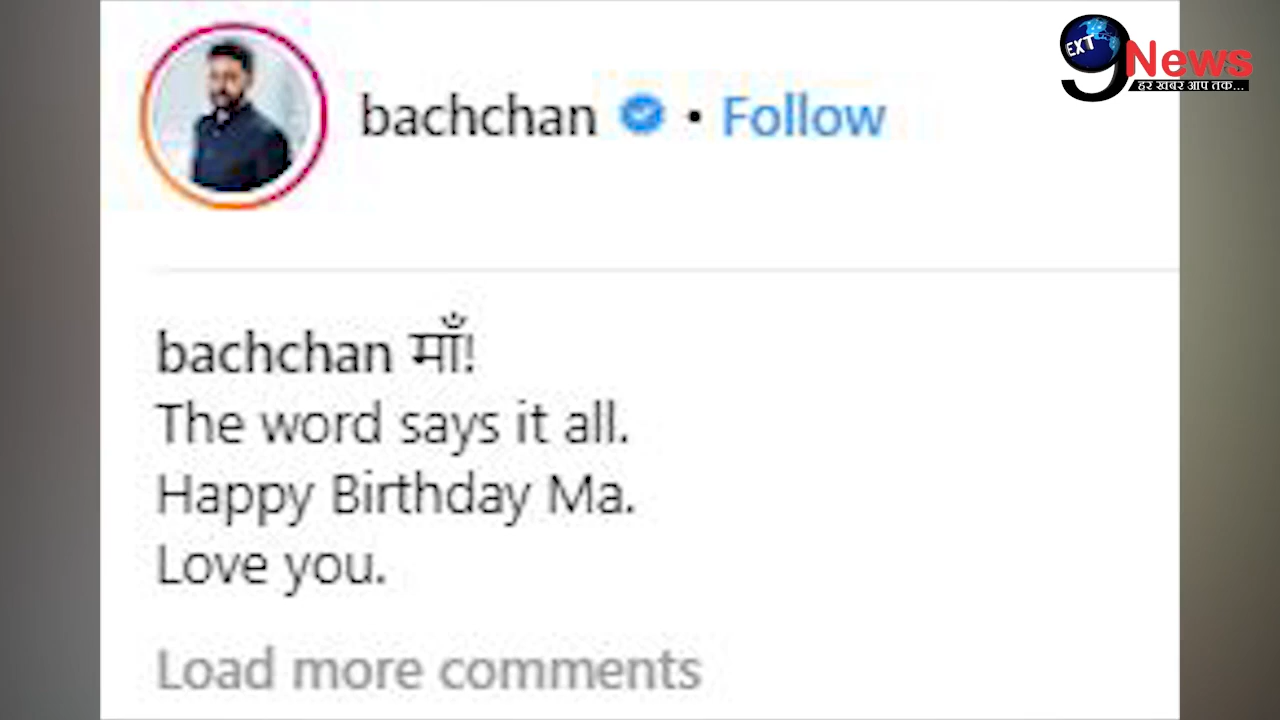 EXT
9 News
हर खबर आप तक...
bachchan • Follow
bachchan माँ!
The word says it all.
Happy Birthday Ma.
Love you.
Load more comments